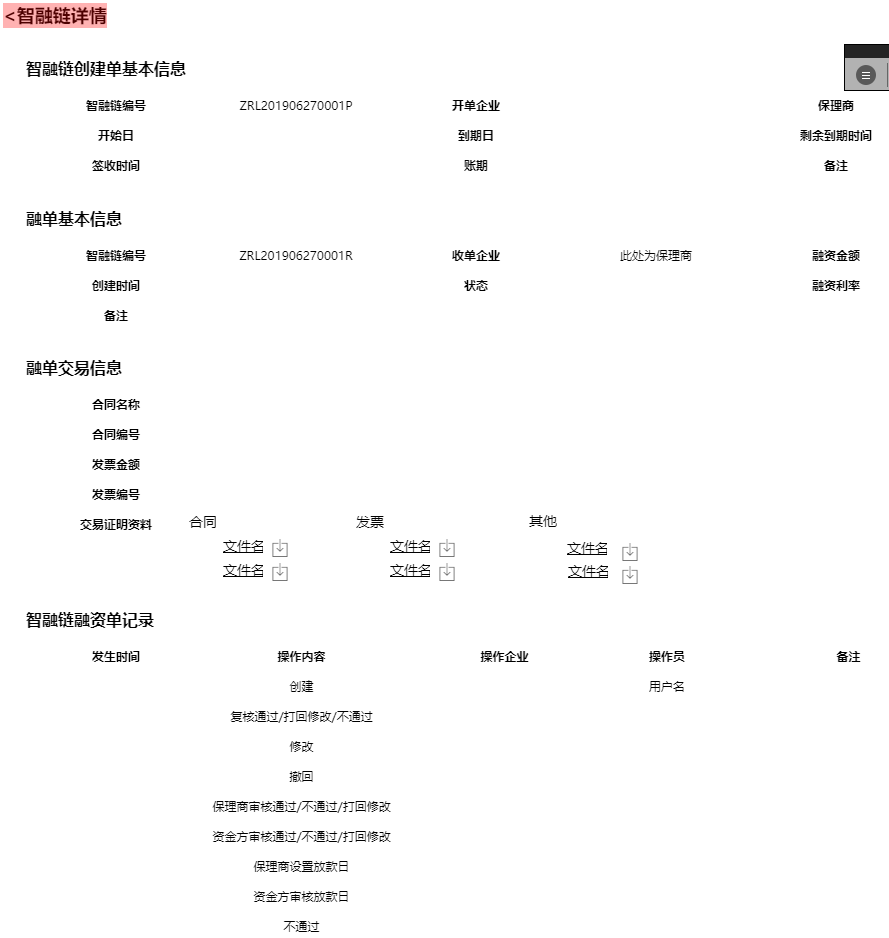 <智融链详情
智融链创建单基本信息
智融链编号 ZRL201906270001P 开单企业 保理商
开始日 到期日 剩余到期时间
签收时间 账期 备注
融单基本信息
智融链编号 ZRL201906270001R 收单企业 此处为保理商 融资金额
创建时间 状态 融资利率
备注
融单交易信息
合同名称
合同编号
发票金额
发票编号
交易证明资料 合同 发票 其他
文件名 文件名 文件名
文件名 文件名 文件名
智融链融资单记录
发生时间 操作内容 操作企业 操作员 备注
创建 用户名
复核通过/打回修改/不通过
修改
撤回
保理商审核通过/不通过/打回修改
资金方审核通过/不通过/打回修改
保理商设置放款日
资金方审核放款日
不通过